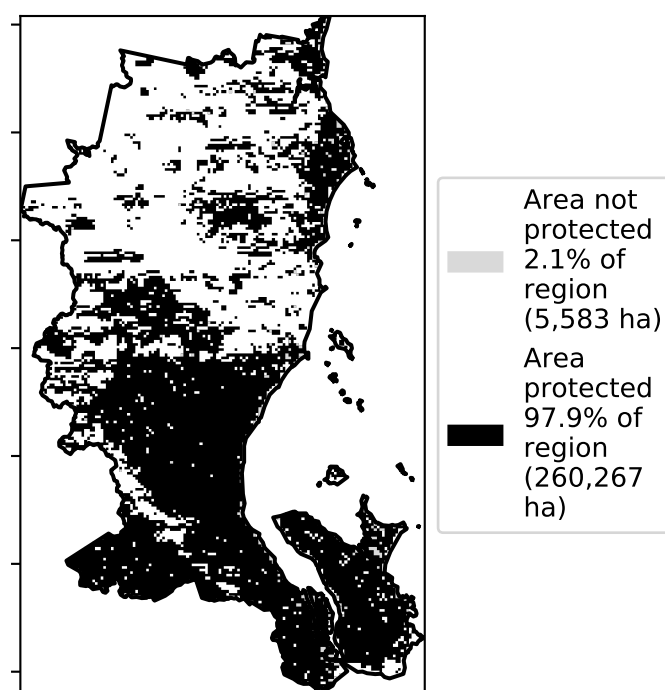 Area not
protected
2.1% of
region
(5,583 ha)
Area
protected
97.9% of
region
(260,267
ha)